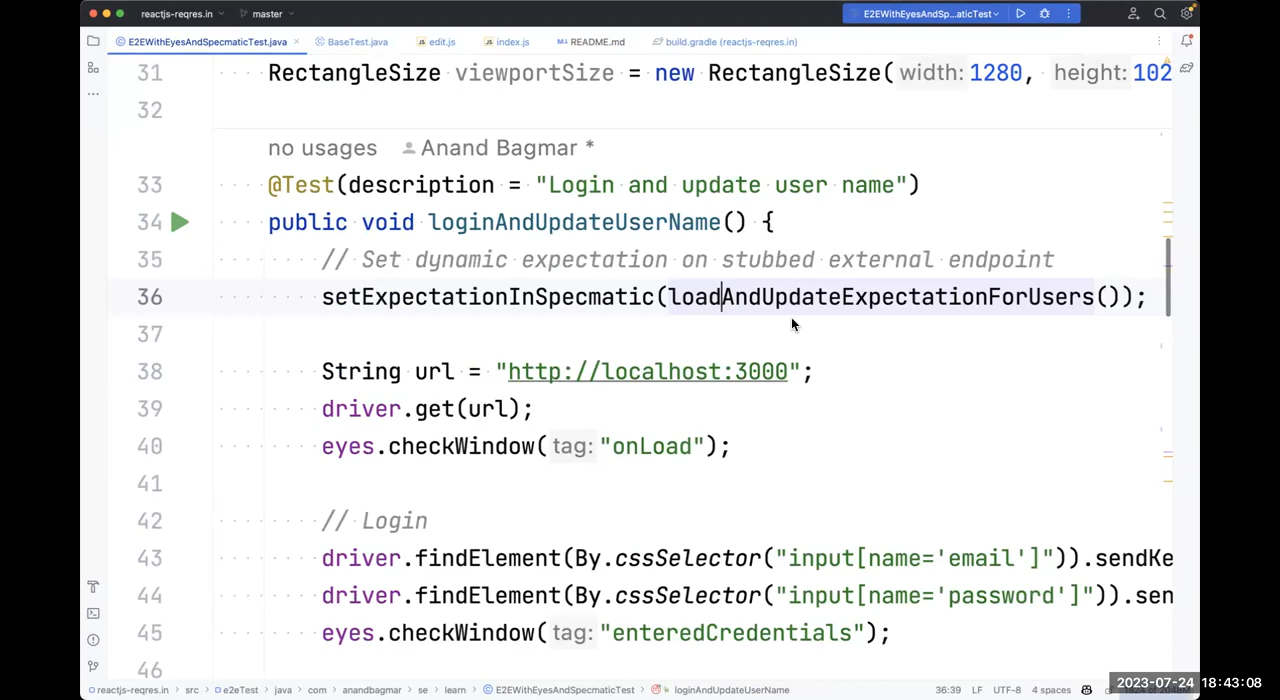 reactjs-reqres.in master E2EWithEyesAndSp...aticTest
E2EWithEyesAndSpecmaticTest.java BaseTest.java edit.js index.js README.md build.gradle (reactjs-reqres.in)
31 RectangleSize viewportSize = new RectangleSize( width: 1280, height: 102
32
no usages Anand Bagmar *
33 @Test(description = "Login and update user name")
34 public void loginAndUpdateUserName() {
35 // Set dynamic expectation on stubbed external endpoint
36 setExpectationInSpecmatic(loadAndUpdateExpectationForUsers());
37
38 String url = "http://localhost:3000";
39 driver.get(url);
40 eyes.checkWindow( tag: "onLoad");
41
42 // Login
43 driver.findElement(By.cssSelector("input[name='email']")).sendKe
44 driver.findElement(By.cssSelector("input[name='password']")).sen
45 eyes.checkWindow( tag: "enteredCredentials");
46
reactjs-reqres.in > src > e2eTest > java > com > anandbagmar > se > learn > E2EWithEyesAndSpecmaticTest > loginAndUpdateUserName 36:39 LF UTF-8 4 spaces
2023-07-24 18:43:08